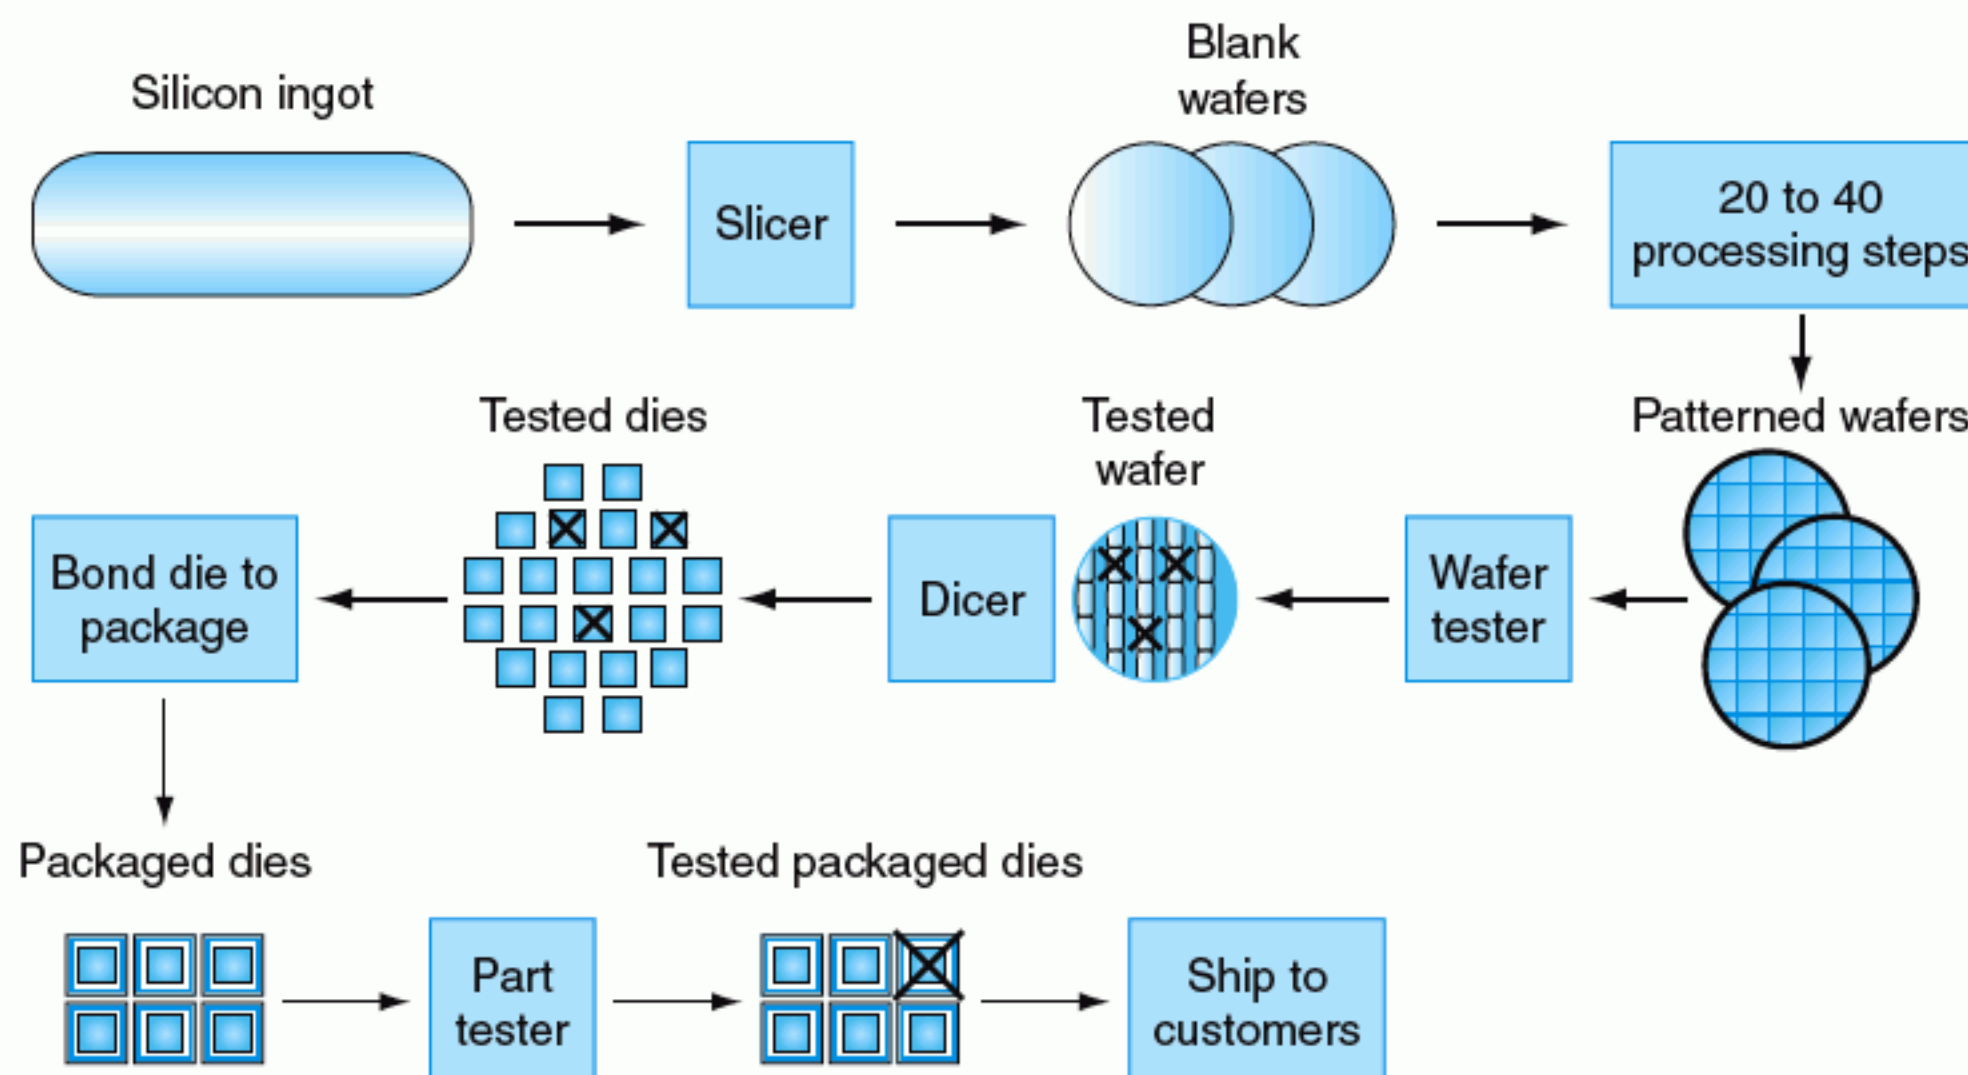 Silicon ingot
Slicer
Blank
wafers
20 to 40
processing steps
Tested dies
Tested
wafer
Patterned wafers
Bond die to
package
Dicer
Wafer
tester
Packaged dies
Tested packaged dies
Part
tester
Ship to
customers